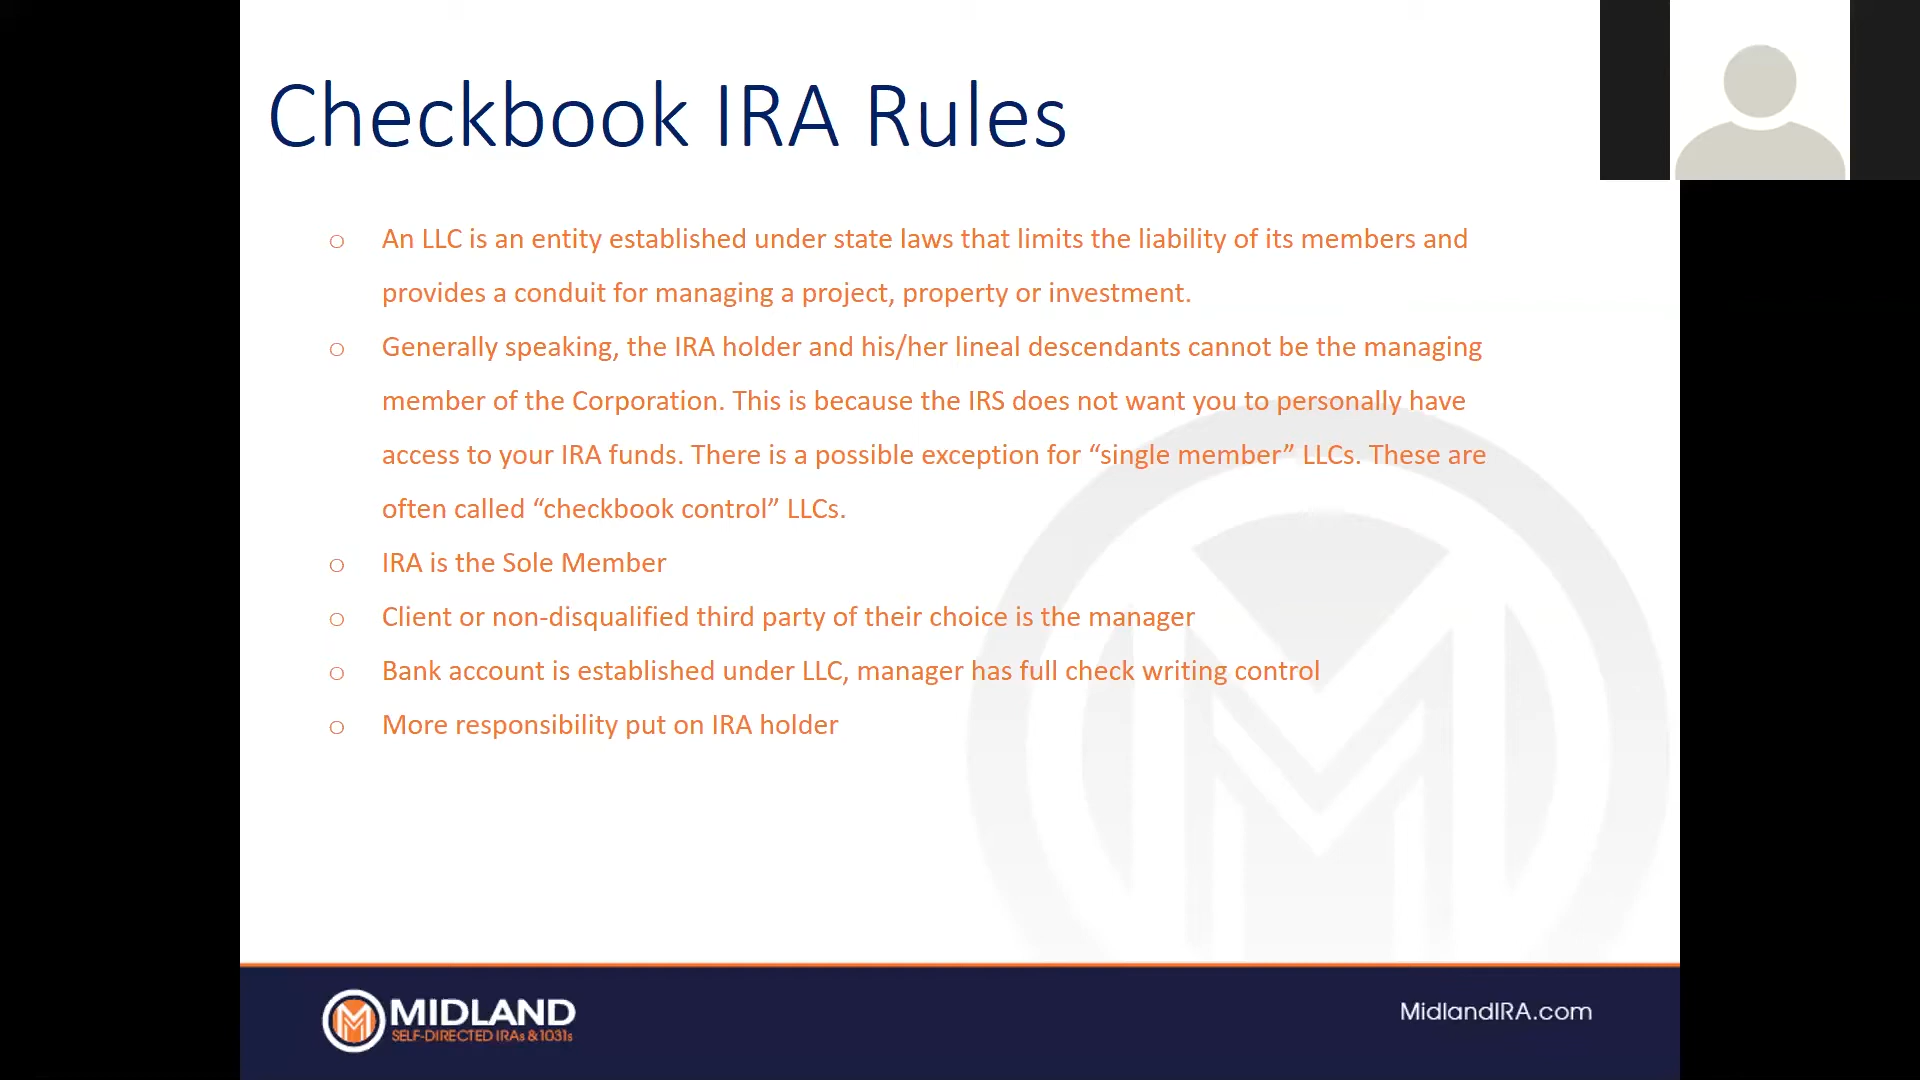 Checkbook IRA Rules
An LLC is an entity established under state laws that limits the liability of its members and
provides a conduit for managing a project, property or investment.
Generally speaking, the IRA holder and his/her lineal descendants cannot be the managing
member of the Corporation. This is because the IRS does not want you to personally have
access to your IRA funds. There is a possible exception for “single member” LLCs. These are
often called “checkbook control” LLCs.
IRA is the Sole Member
Client or non-disqualified third party of their choice is the manager
Bank account is established under LLC, manager has full check writing control
More responsibility put on IRA holder
MIDLAND
SELF-DIRECTED IRAs & 1031s
MidlandIRA.com